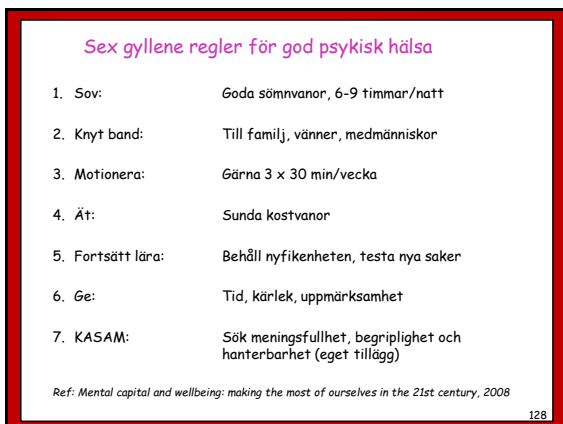 Sex gyllene regler för god psykisk hälsa
1. Sov: Goda sömnvanor, 6-9 timmar/natt
2. Knyt band: Till familj, vänner, medmänniskor
3. Motionera: Gärna 3 x 30 min/vecka
4. Ät: Sunda kostvanor
5. Fortsätt lära: Behåll nyfikenheten, testa nya saker
6. Ge: Tid, kärlek, uppmärksamhet
7. KASAM: Sök meningsfullhet, begriplighet och
hanterbarhet (eget tillägg)
Ref: Mental capital and wellbeing: making the most of ourselves in the 21st century, 2008
128